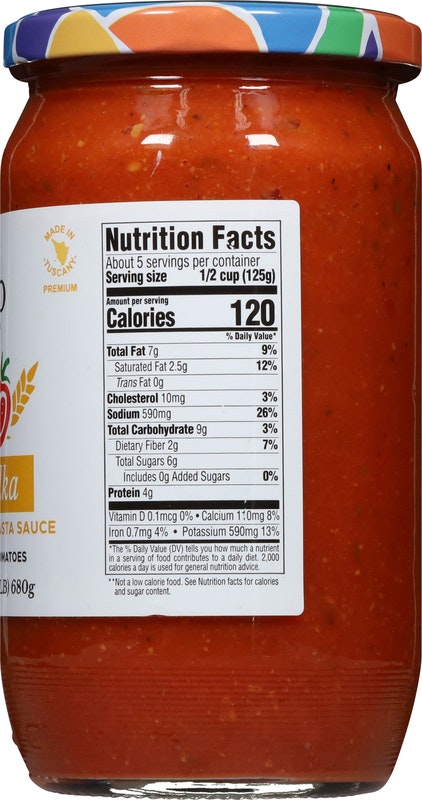 MADE IN
TUSCANY
PREMIUM
ka
ASTA SAUCE
MATOES
LB) 680g
Nutrition Facts
About 5 servings per container
Serving size 1/2 cup (125g)
Amount per serving
Calories 120
% Daily Value*
Total Fat 7g 9%
Saturated Fat 2.5g 12%
Trans Fat 0g
Cholesterol 10mg 3%
Sodium 590mg 26%
Total Carbohydrate 9g 3%
Dietary Fiber 2g 7%
Total Sugars 6g
Includes 0g Added Sugars 0%
Protein 4g
Vitamin D 0.1mcg 0% • Calcium 110mg 8%
Iron 0.7mg 4% • Potassium 590mg 13%
*The % Daily Value (DV) tells you how much a nutrient
in a serving of food contributes to a daily diet. 2,000
calories a day is used for general nutrition advice.
**Not a low calorie food. See Nutrition facts for calories
and sugar content.